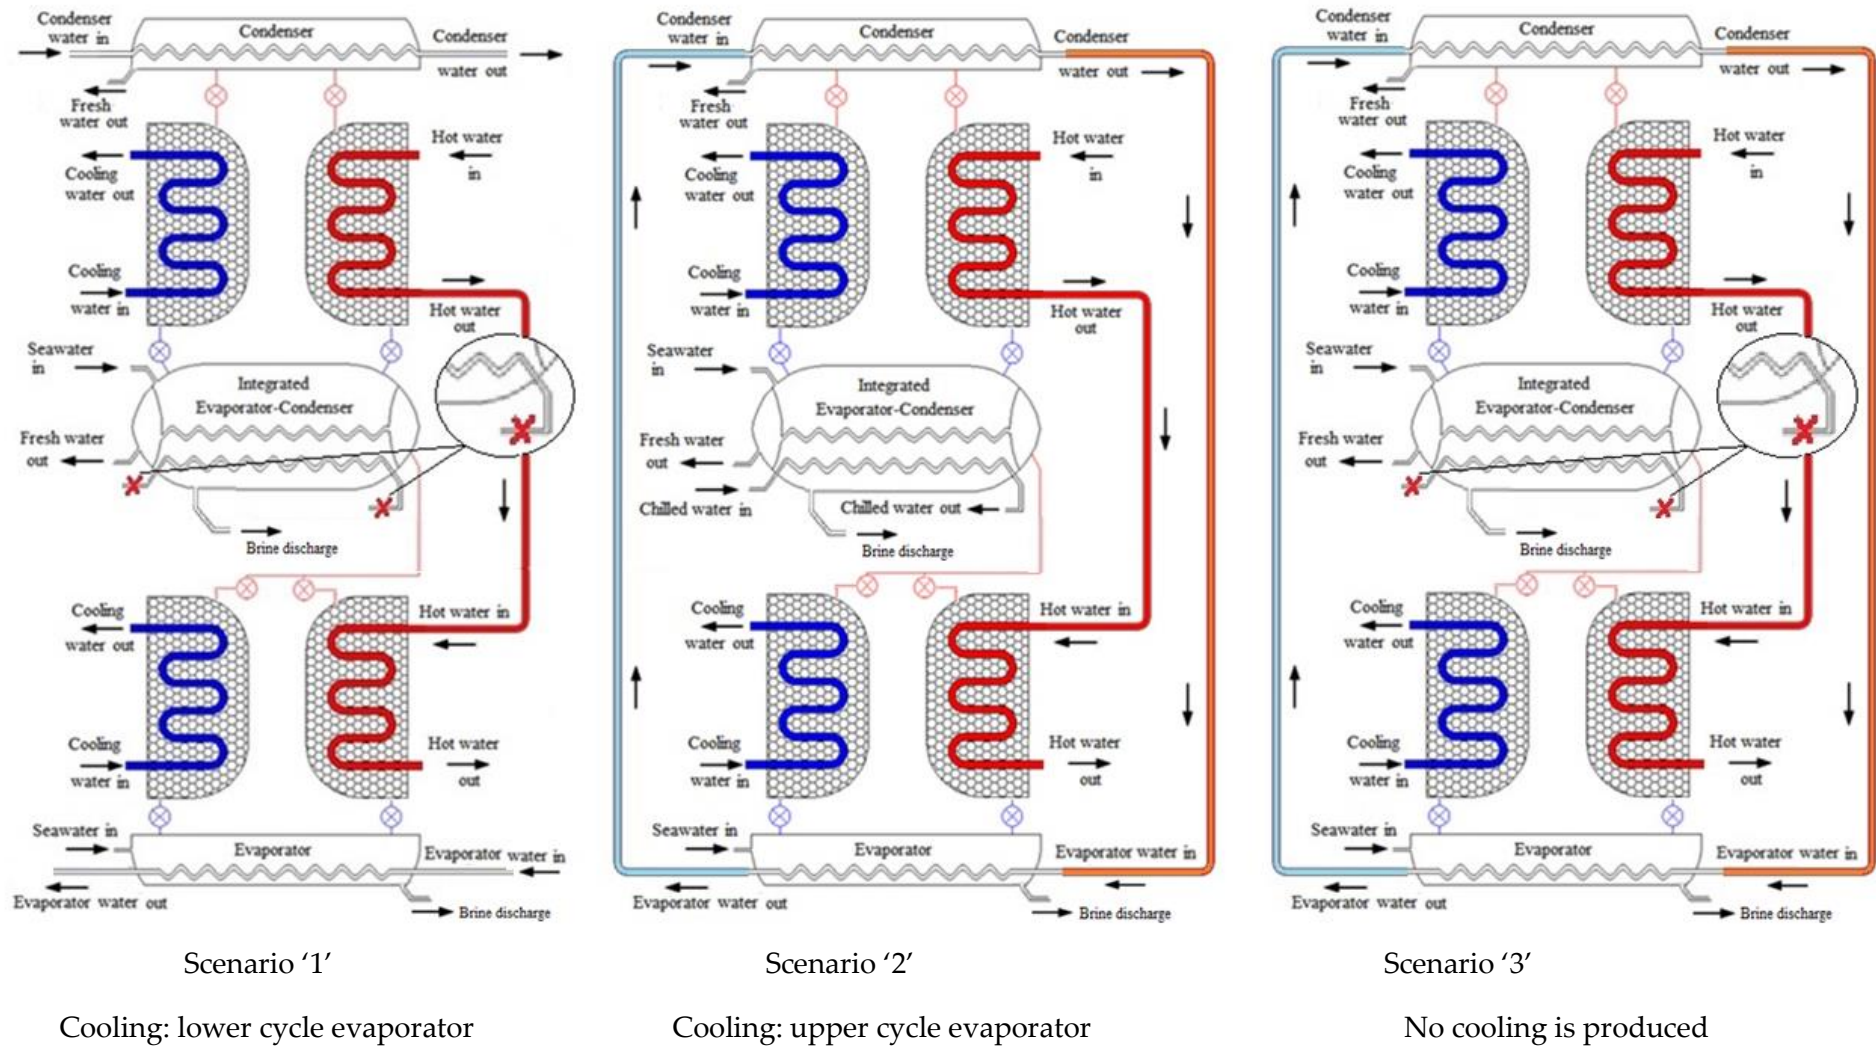 Condenser
water in
Condenser
Condenser
water out
Fresh
water out
Hot water
in
Cooling
water out
Cooling
water in
Hot water
out
Seawater
in
Integrated
Evaporator-Condenser
Fresh water
out
Brine discharge
Cooling
water out
Hot water in
Cooling
water in
Hot water
out
Seawater in
Evaporator
Evaporator water in
Evaporator water out
Brine discharge
Scenario ‘1’
Cooling: lower cycle evaporator
Condenser
water in
Condenser
Condenser
water out
Fresh
water out
Hot water
in
Cooling
water out
Cooling
water in
Hot water
out
Seawater
in
Integrated
Evaporator-Condenser
Fresh water
out
Chilled water in
Chilled water out
Brine discharge
Cooling
water out
Hot water in
Cooling
water in
Hot water
out
Seawater in
Evaporator
Evaporator water in
Evaporator water out
Brine discharge
Scenario ‘2’
Cooling: upper cycle evaporator
Condenser
water in
Condenser
Condenser
water out
Fresh
water out
Hot water
in
Cooling
water out
Cooling
water in
Hot water
out
Seawater
in
Integrated
Evaporator-Condenser
Fresh water
out
Brine discharge
Cooling
water out
Hot water in
Cooling
water in
Hot water
out
Seawater in
Evaporator
Evaporator water in
Evaporator water out
Brine discharge
Scenario ‘3’
No cooling is produced